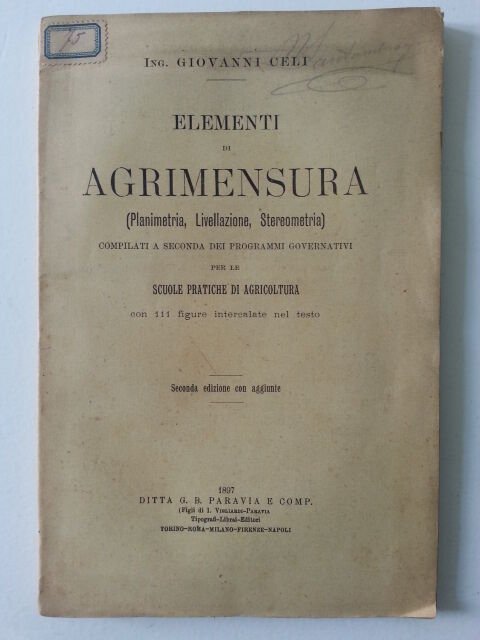 75
Ing. GIOVANNI CELI
ELEMENTI
DI
AGRIMENSURA
(Planimetria, Livellazione, Stereometria)
COMPILATI A SECONDA DEI PROGRAMMI GOVERNATIVI
PER LE
SCUOLE PRATICHE DI AGRICOLTURA
con 111 figure intercalate nel testo
Seconda edizione con aggiunte
1897
DITTA G. B. PARAVIA E COMP.
(Figli di I. Vigliardi-Paravia
Tipografi-Librai-Editori
TORINO-ROMA-MILANO-FIRENZE-NAPOLI